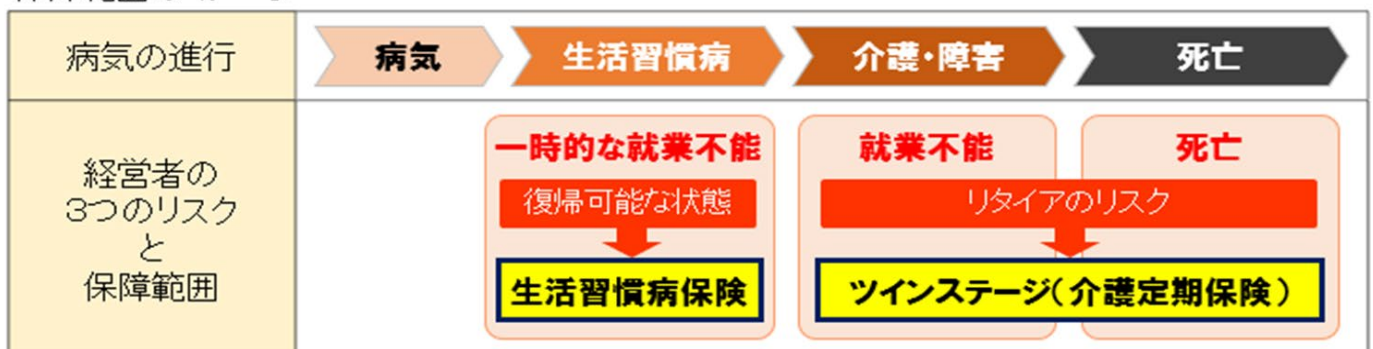 病気の進行
病気
生活習慣病
介護・障害
死亡
経営者の
3つのリスク
と
保障範囲
一時的な就業不能
復帰可能な状態
生活習慣病保険
就業不能
死亡
リタイアのリスク
ツインステージ(介護定期保険)